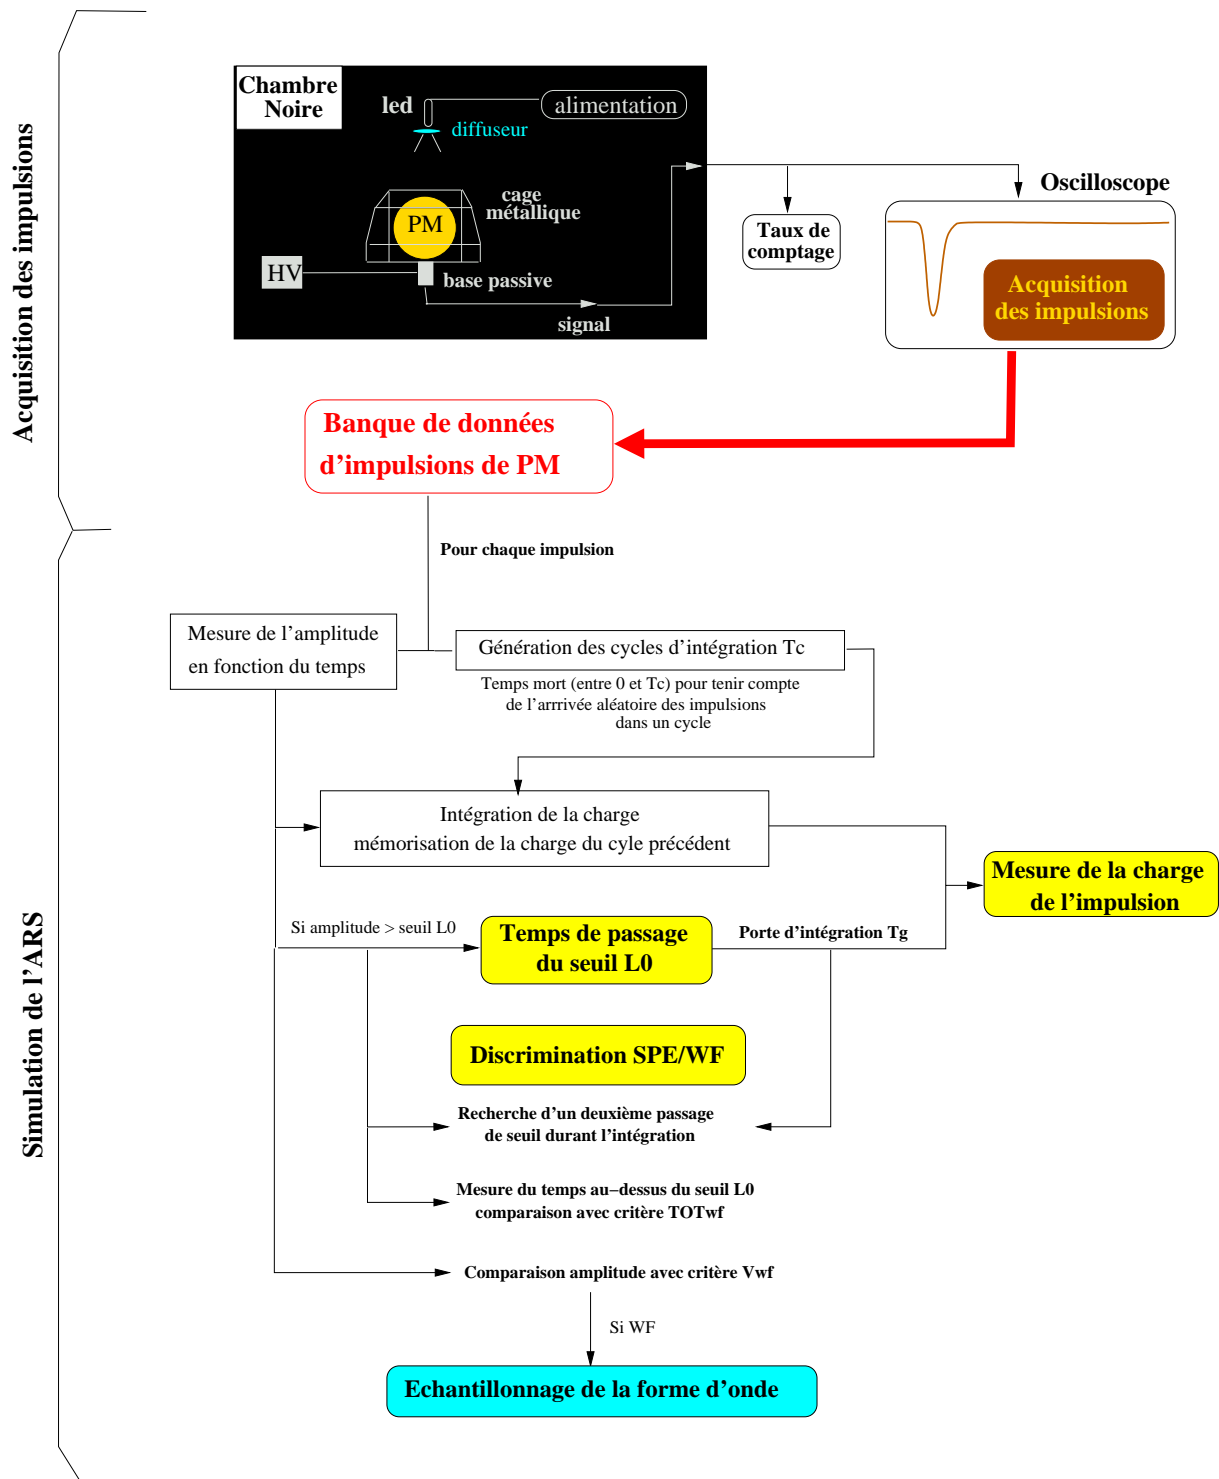 Acquisition des impulsions
Chambre
Noire
led
alimentation
diffuseur
cage
métallique
PM
HV
base passive
signal
Taux de
comptage
Oscilloscope
Acquisition
des impulsions
Banque de données
d'impulsions de PM
Pour chaque impulsion
Simulation de l'ARS
Mesure de l'amplitude
en fonction du temps
Génération des cycles d'intégration Tc
Temps mort (entre 0 et Tc) pour tenir compte
de l'arrrivée aléatoire des impulsions
dans un cycle
Intégration de la charge
mémorisation de la charge du cyle précédent
Mesure de la charge
de l'impulsion
Si amplitude > seuil L0
Temps de passage
du seuil L0
Porte d'intégration Tg
Discrimination SPE/WF
Recherche d'un deuxième passage
de seuil durant l'intégration
Mesure du temps au-dessus du seuil L0
comparaison avec critère TOTwf
Comparaison amplitude avec critère Vwf
Si WF
Echantillonnage de la forme d'onde